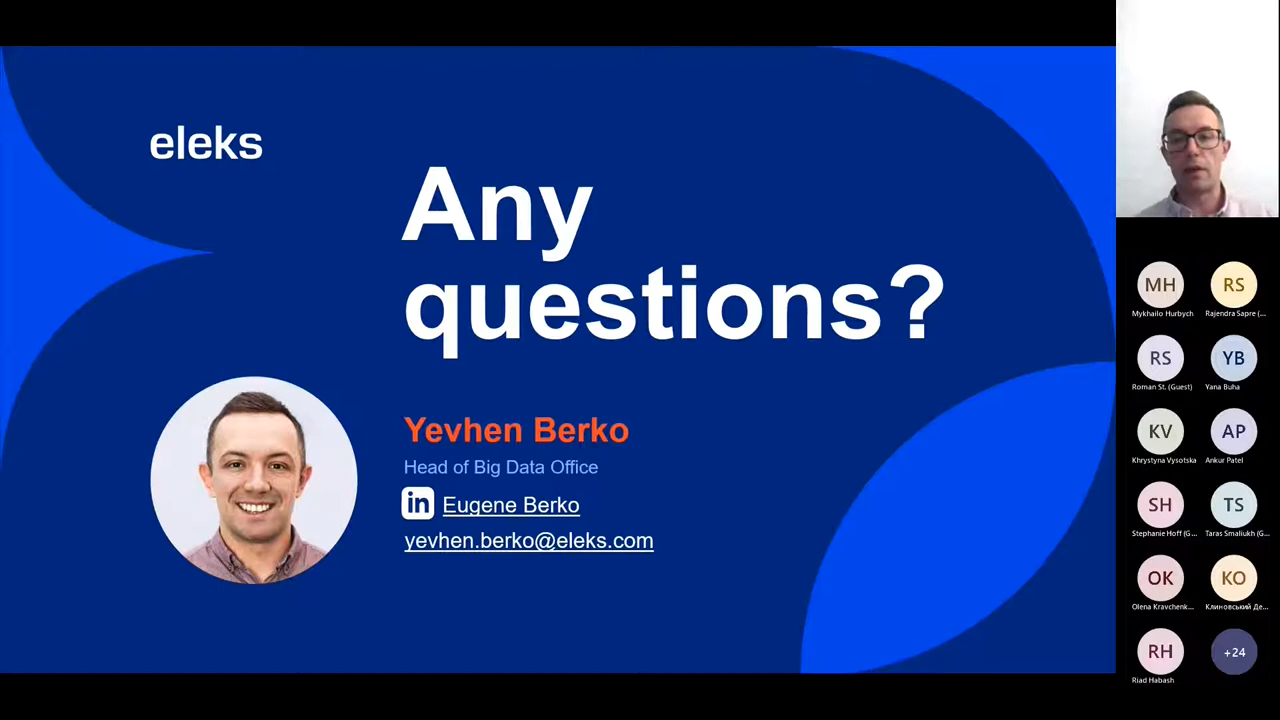 eleks
Any
questions?
Yevhen Berko
Head of Big Data Office
in Eugene Berko
yevhen.berko@eleks.com
MH
RS
Mykhailo Hurbych
Rajendra Sapre (...
RS
YB
Roman St. (Guest)
Yana Buha
KV
AP
Khrystyna Vysotska
Ankur Patel
SH
TS
Stephanie Hoff (G...
Taras Smaliukh (G...
OK
KO
Olena Kravchenk...
Клиновський Де...
RH
+24
Riad Habash